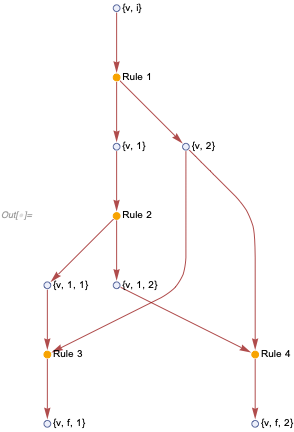 {v, i}
Rule 1
{v, 1}
{v, 2}
Out[◦]=
Rule 2
{v, 1, 1}
{v, 1, 2}
Rule 3
Rule 4
{v, f, 1}
{v, f, 2}